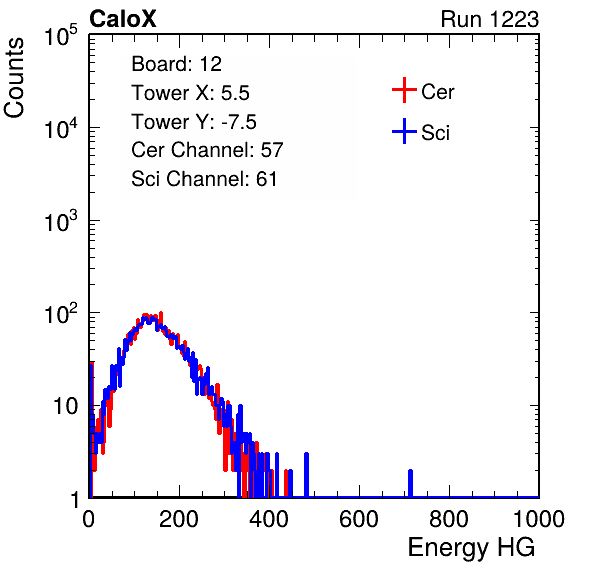 CaloX Run 1223
Counts
Board: 12
Tower X: 5.5
Tower Y: -7.5
Cer Channel: 57
Sci Channel: 61
Cer
Sci
10^5
10^4
10^3
10^2
10
1
0 200 400 600 800 1000
Energy HG